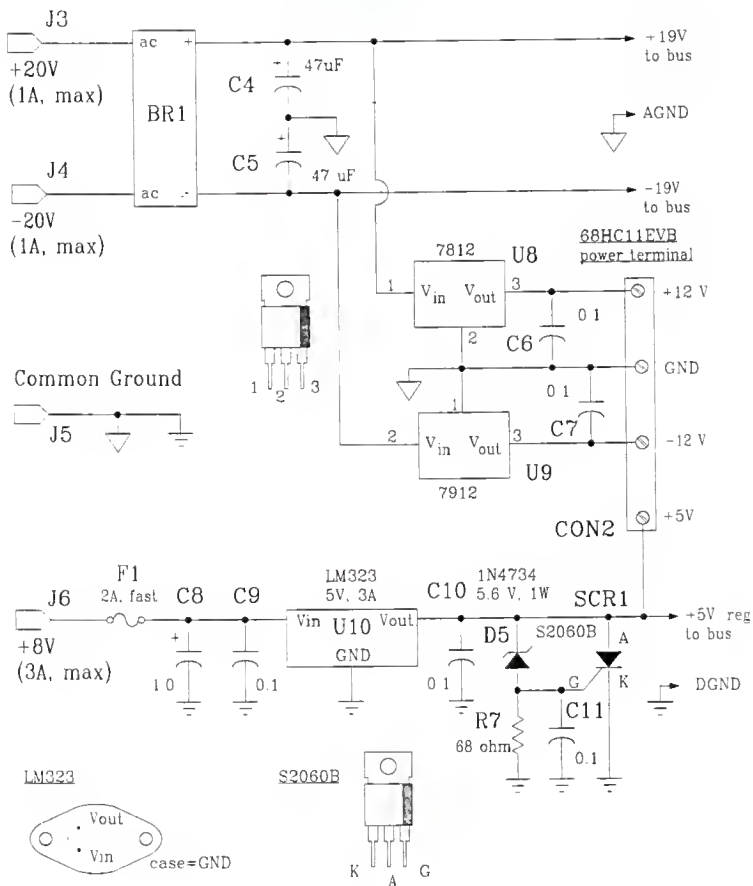 J3
ac
+
+19V
to bus
+20V
(1A, max)
C4
+
47uF
BR1
AGND
C5
+
47 uF
J4
ac
-
-20V
(1A, max)
-19V
to bus
68HC11EVB
power terminal
7812
U8
1
Vin
Vout
3
2
+12 V
0 1
C6
GND
1
2
3
Common Ground
J5
1
0 1
C7
2
Vin
Vout
3
-12 V
U9
7912
+5V
CON2
J6
F1
2A, fast
C8
C9
LM323
5V, 3A
C10
1N4734
5.6 V, 1W
SCR1
Vin
Vout
U10
GND
+5V reg
to bus
+8V
(3A, max)
+
1 0
0.1
0 1
D5
S2060B
A
G
K
DGND
C11
R7
68 ohm
0.1
LM323
Vout
Vin
case=GND
S2060B
K
A
G